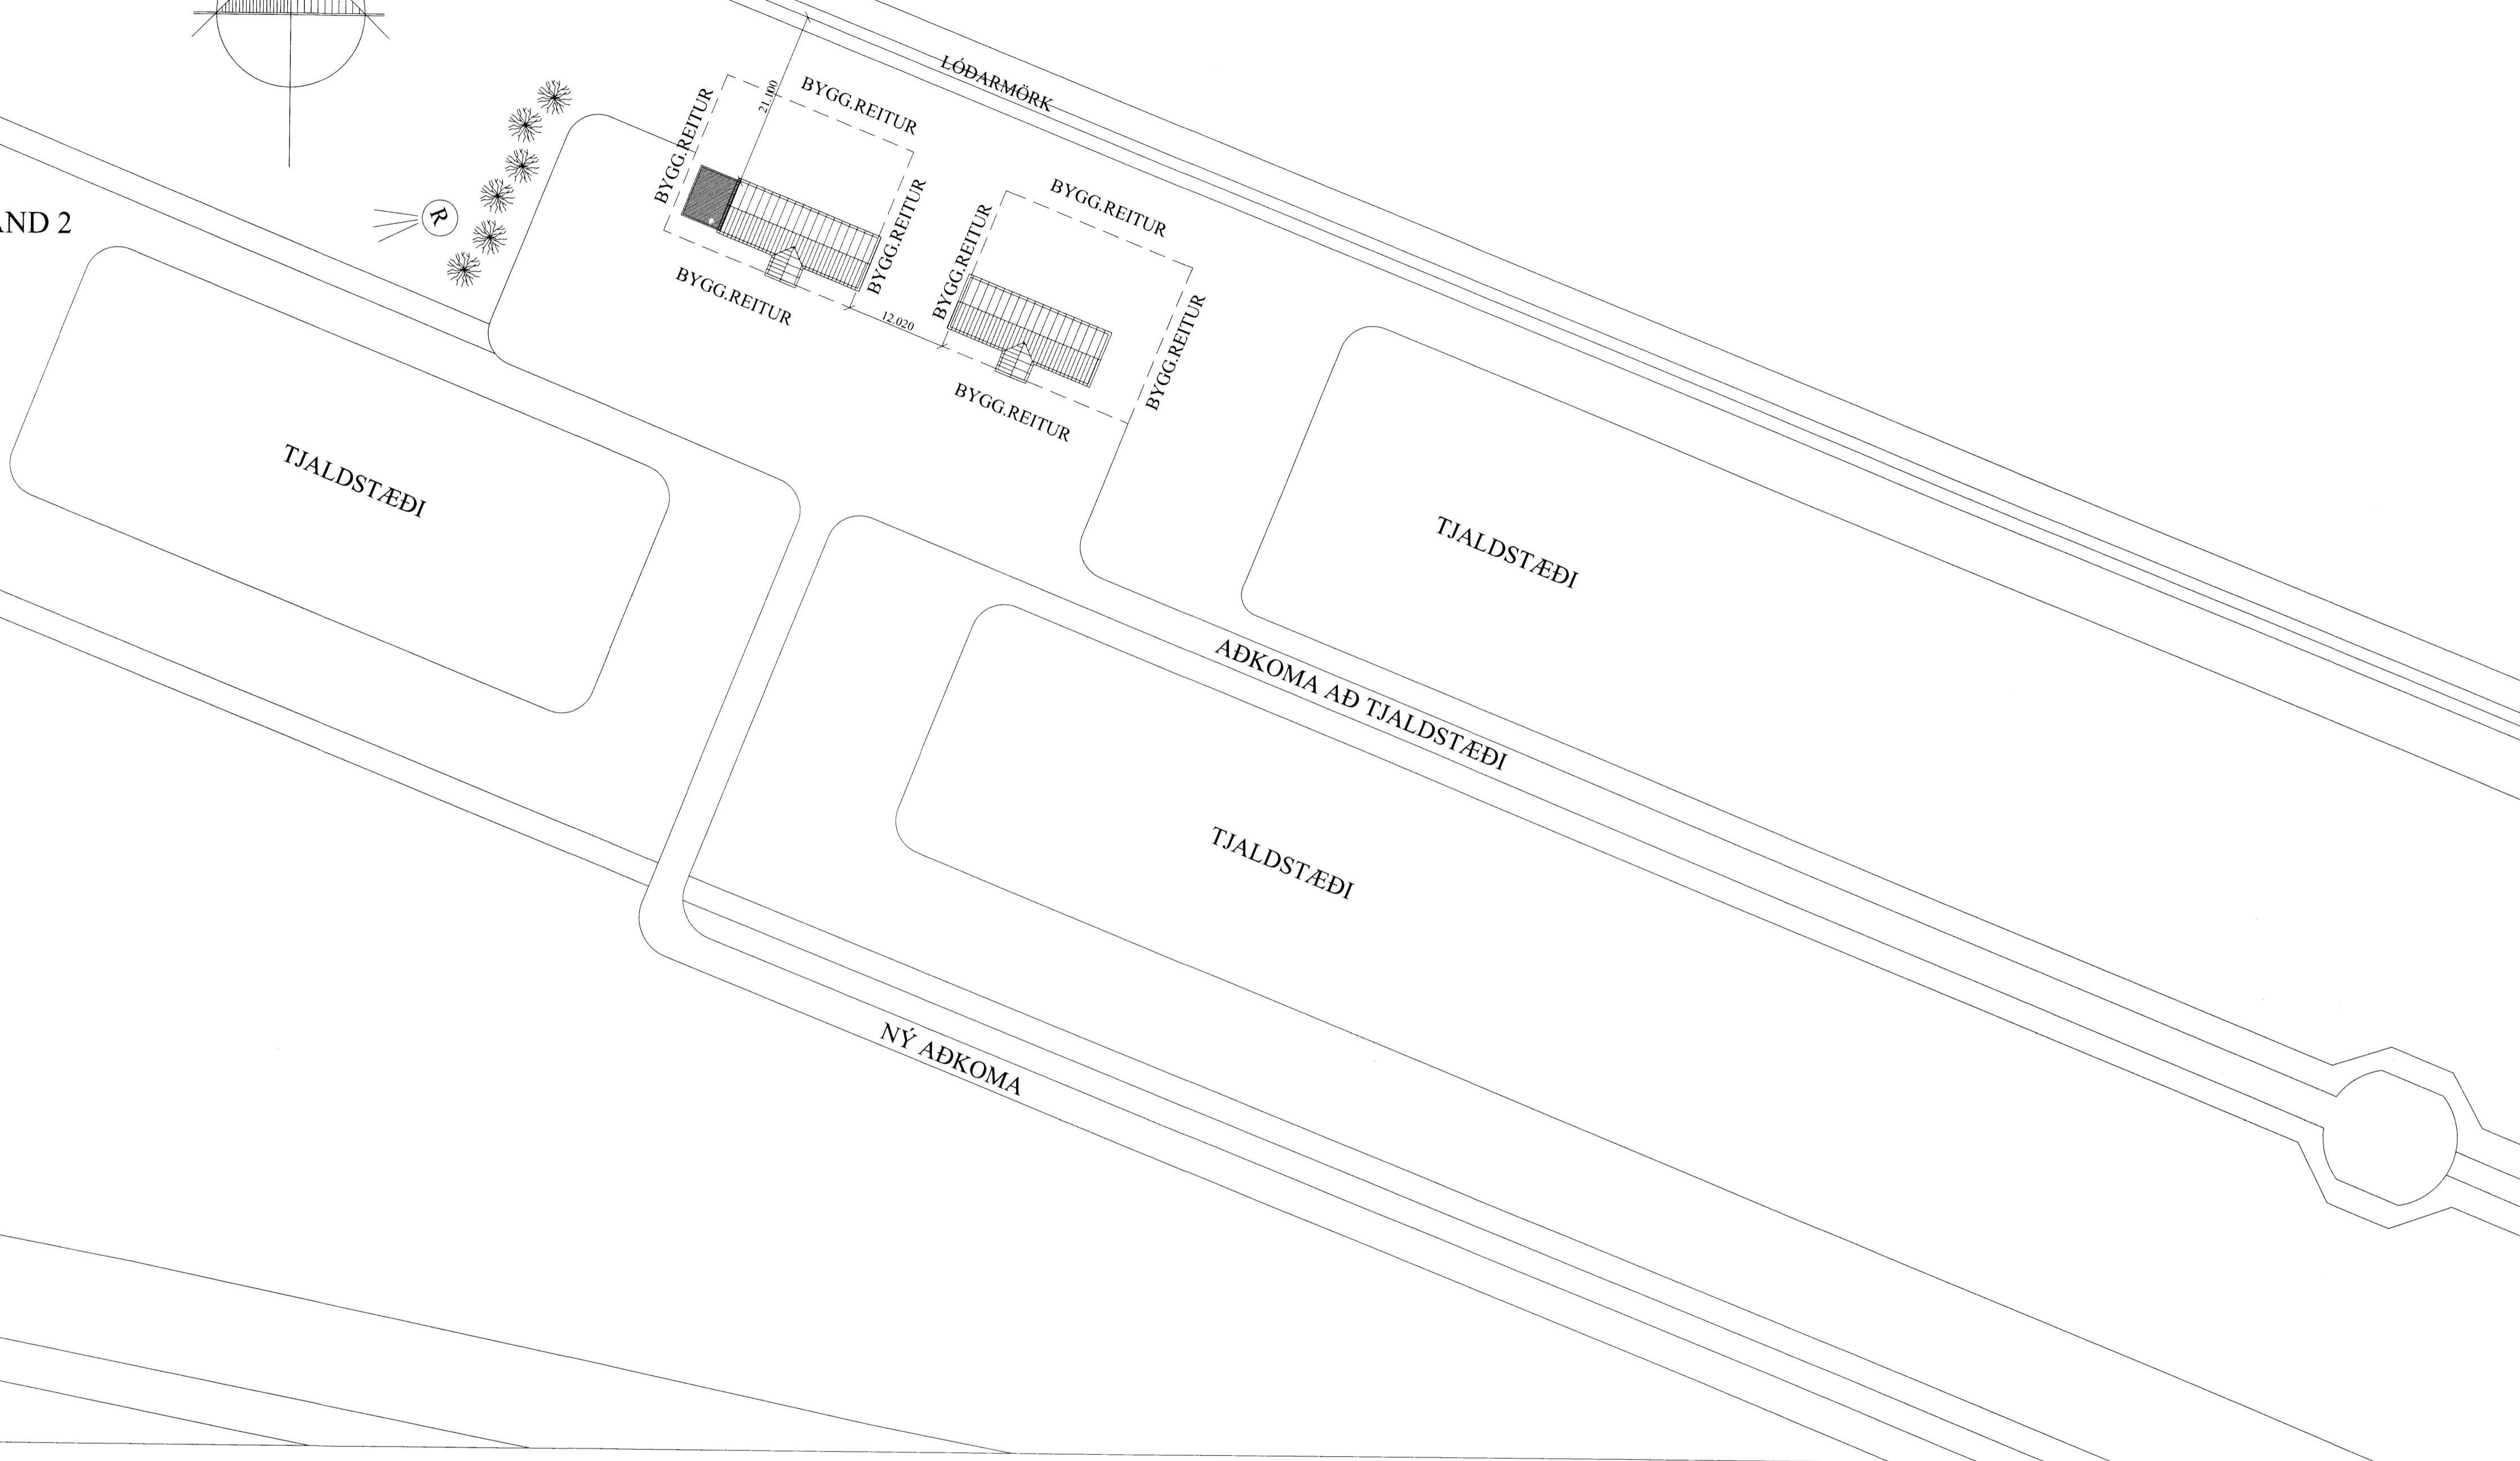 LÓÐARMÖRK
21.100
BYGG.REITUR
BYGG.REITUR
BYGG.REITUR
BYGG.REITUR
BYGG.REITUR
BYGG.REITUR
BYGG.REITUR
BYGG.REITUR
12.020
R
AND 2
TJALDSTÆÐI
TJALDSTÆÐI
AÐKOMA AÐ TJALDSTÆÐI
TJALDSTÆÐI
NÝ AÐKOMA